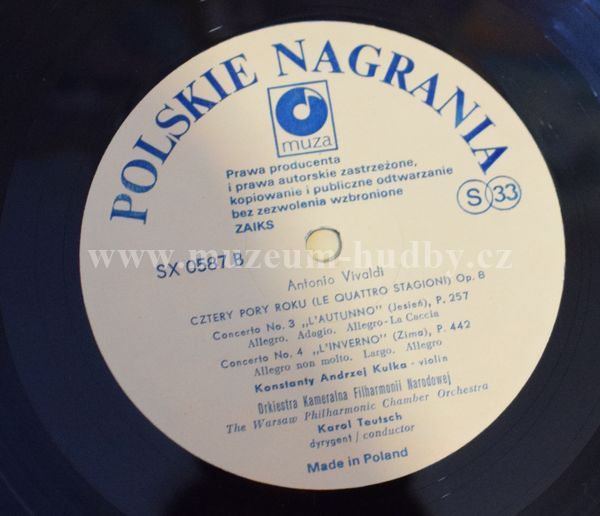 POLSKIE NAGRANIA
muza
Prawa producenta
i prawa autorskie zastrzeżone,
kopiowanie i publiczne odtwarzanie
bez zezwolenia wzbronione
ZAIKS
S 33
www.muzeum-hudby.cz
SX 0587 B
Antonio Vivaldi
CZTERY PORY ROKU (LE QUATTRO STAGIONI) Op. 8
Concerto No. 3 „L'AUTUNNO" (Jesień), P. 257
Allegro. Adagio. Allegro-La Caccia
Concerto No. 4 „L'INVERNO" (Zima), P. 442
Allegro non molto. Largo. Allegro
Konstanty Andrzej Kulka - violin
Orkiestra Kameralna Filharmonii Narodowej
The Warsaw Philharmonic Chamber Orchestra
Karol Teutsch
dyrygent / conductor
Made in Poland